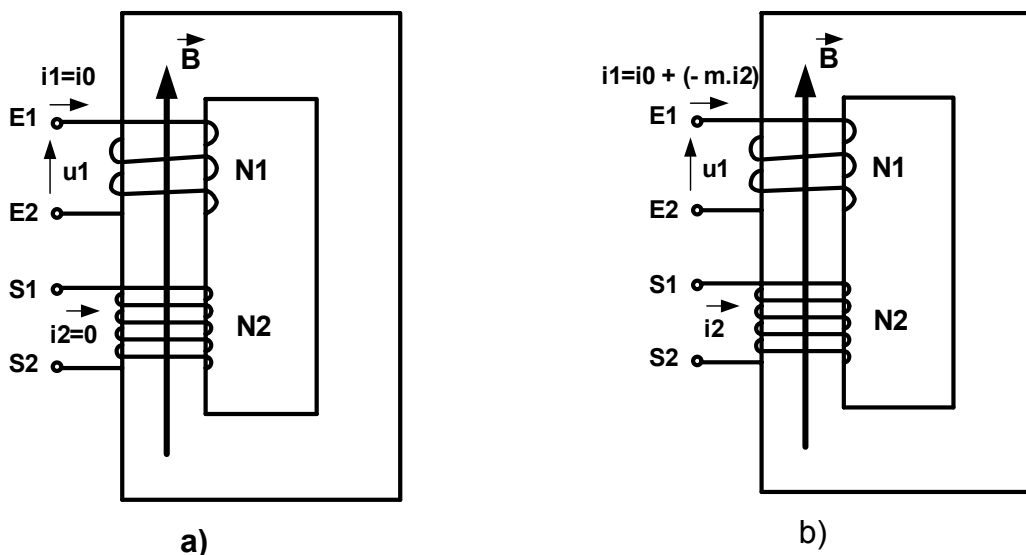 B
i1=i0
E1
u1
N1
E2
S1
i2=0
N2
S2
a)
B
i1=i0 + (- m.i2)
E1
u1
N1
E2
S1
i2
N2
S2
b)